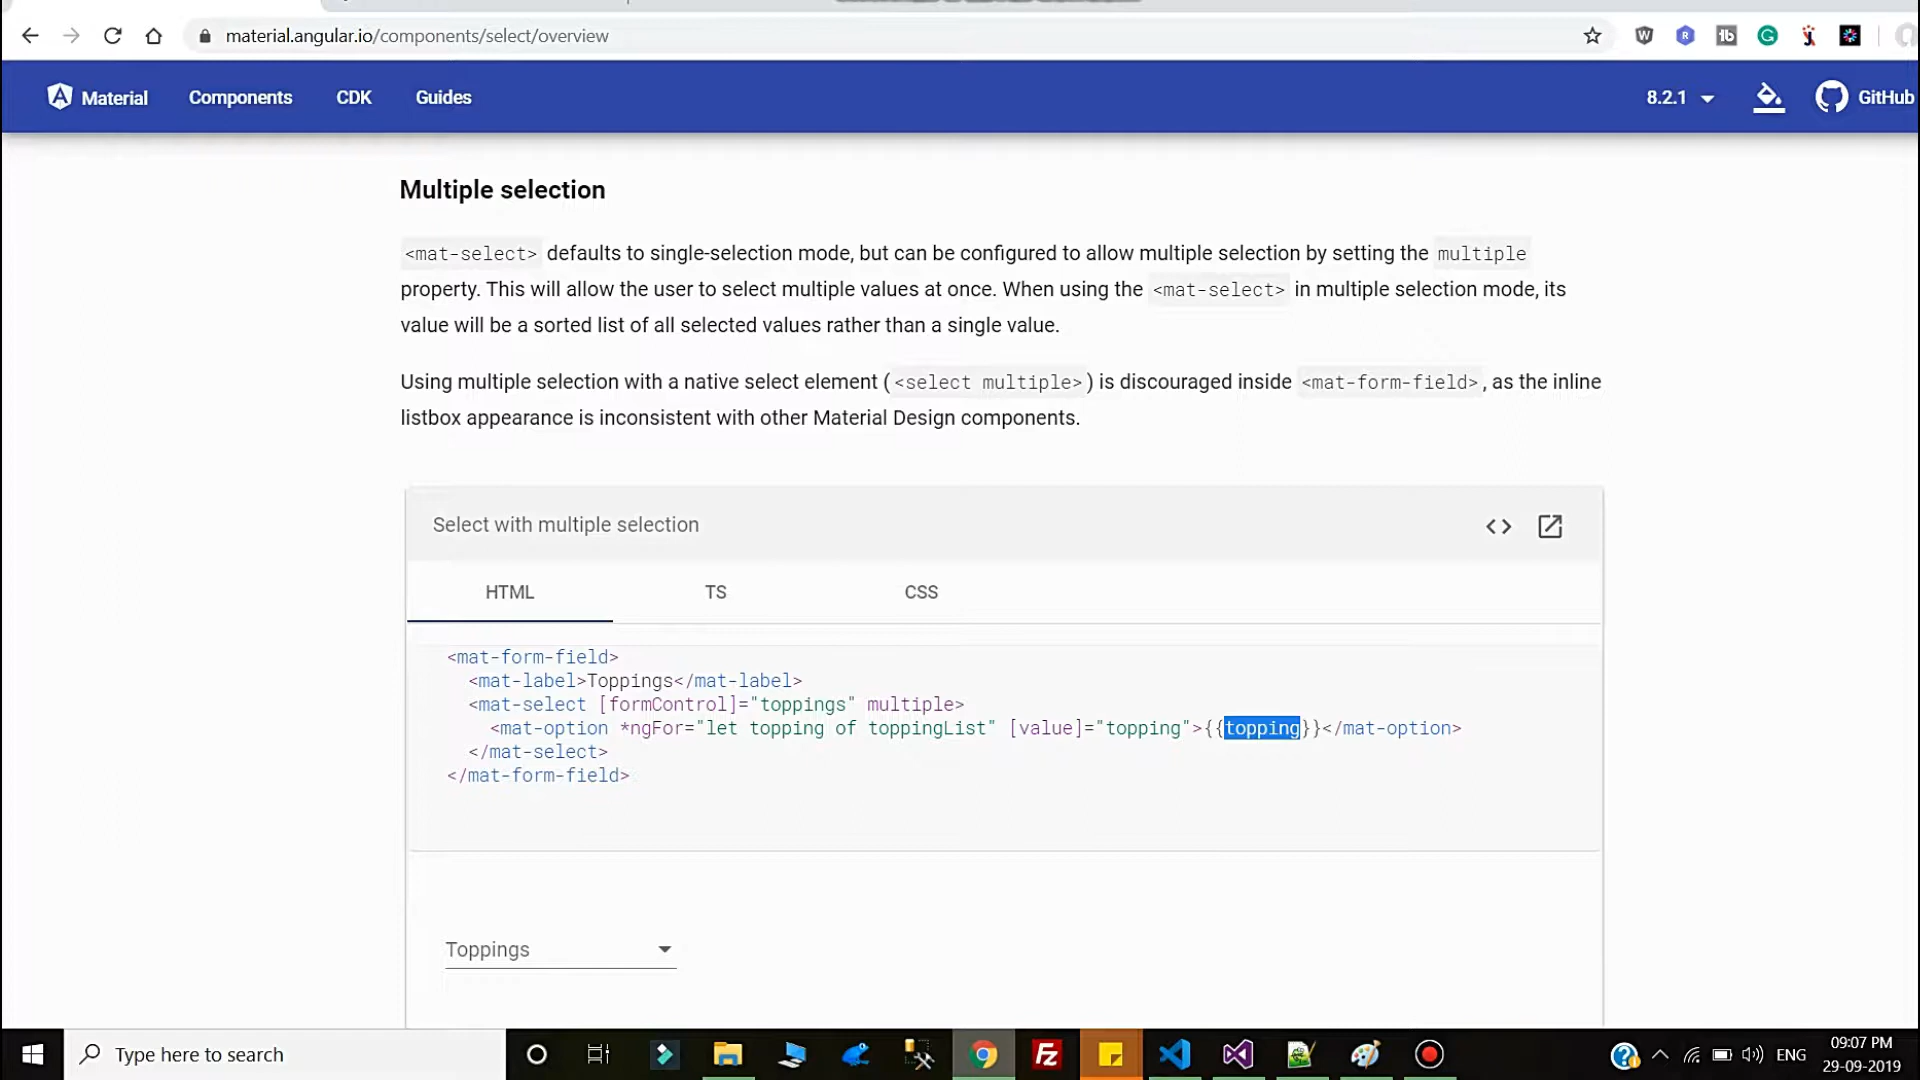 material.angular.io/components/select/overview
Material Components CDK Guides 8.2.1 GitHub
Multiple selection
<mat-select> defaults to single-selection mode, but can be configured to allow multiple selection by setting the multiple
property. This will allow the user to select multiple values at once. When using the <mat-select> in multiple selection mode, its
value will be a sorted list of all selected values rather than a single value.
Using multiple selection with a native select element (<select multiple>) is discouraged inside <mat-form-field>, as the inline
listbox appearance is inconsistent with other Material Design components.
Select with multiple selection
HTML TS CSS
<mat-form-field>
<mat-label>Toppings</mat-label>
<mat-select [formControl]="toppings" multiple>
<mat-option *ngFor="let topping of toppingList" [value]="topping">{{topping}}</mat-option>
</mat-select>
</mat-form-field>
Toppings
Type here to search
ENG
09:07 PM
29-09-2019